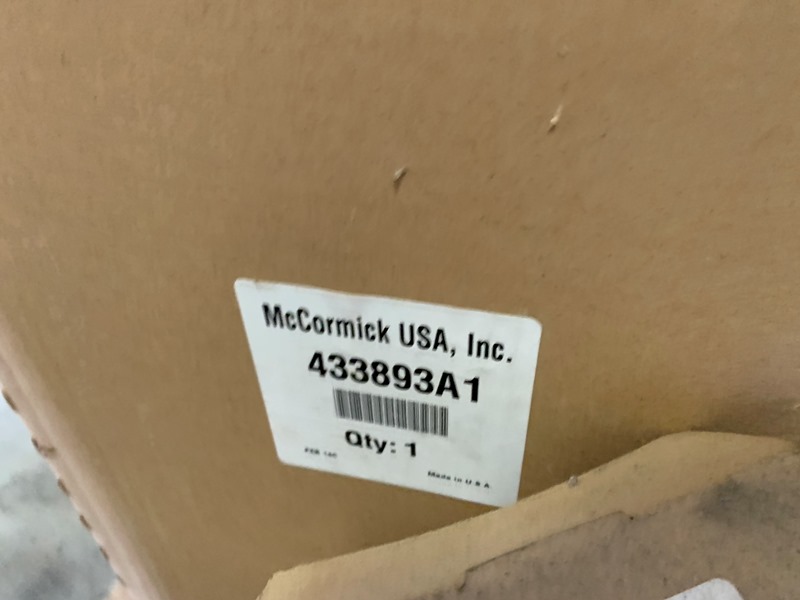 McCormick USA, Inc.
433893A1
Qty: 1
Made in U.S.A.